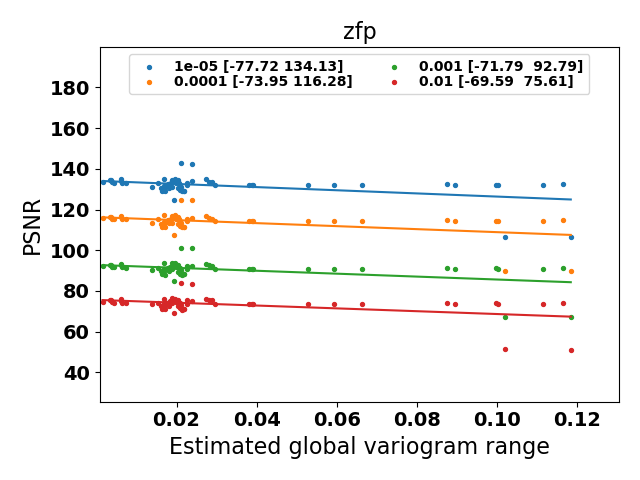 zfp
1e-05 [-77.72 134.13]
0.0001 [-73.95 116.28]
0.001 [-71.79  92.79]
0.01 [-69.59  75.61]
PSNR
180
160
140
120
100
80
60
40
0.02 0.04 0.06 0.08 0.10 0.12
Estimated global variogram range